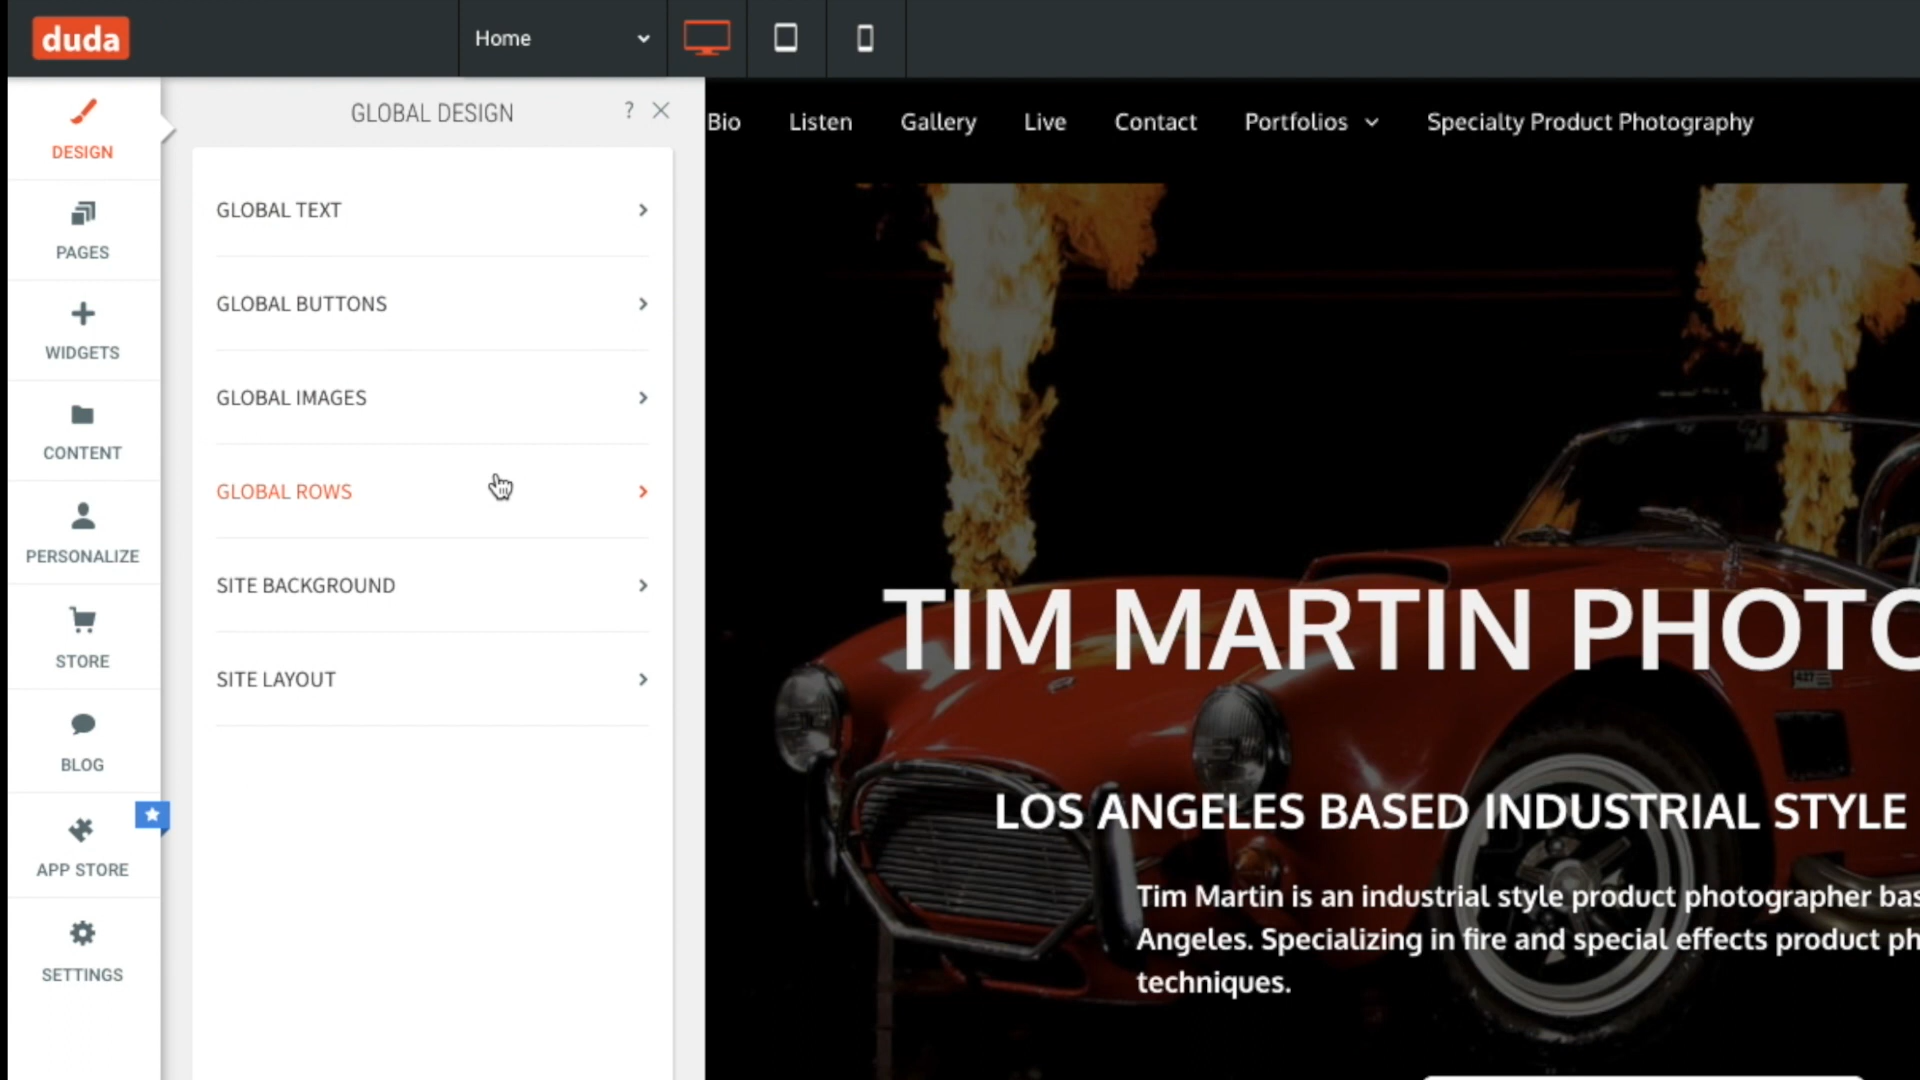 duda
Home
DESIGN
PAGES
WIDGETS
CONTENT
PERSONALIZE
STORE
BLOG
APP STORE
SETTINGS
GLOBAL DESIGN ?
GLOBAL TEXT
GLOBAL BUTTONS
GLOBAL IMAGES
GLOBAL ROWS
SITE BACKGROUND
SITE LAYOUT
Bio Listen Gallery Live Contact Portfolios Specialty Product Photography
TIM MARTIN PHOTO
LOS ANGELES BASED INDUSTRIAL STYLE
Tim Martin is an industrial style product photographer bas
Angeles. Specializing in fire and special effects product ph
techniques.
427